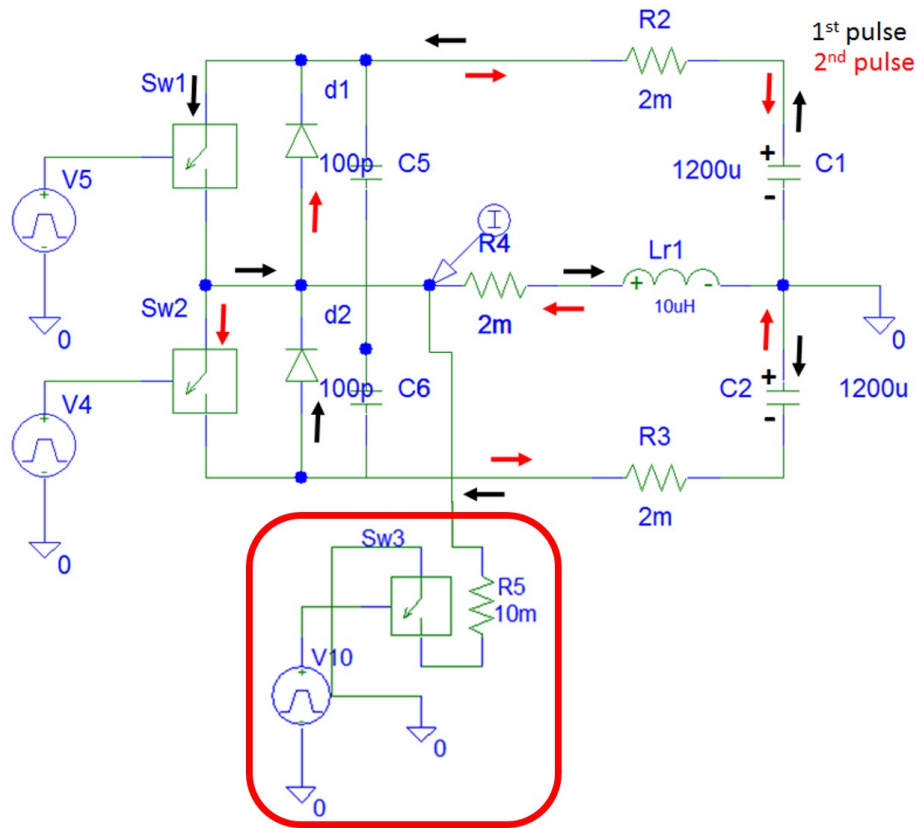 1st pulse
2nd pulse
R2
2m
Sw1
d1
100p
C5
1200u
+
C1
-
V5
+
-
0
I
R4
2m
Lr1
+
-
10uH
0
Sw2
d2
100p
C6
C2
+
-
1200u
V4
+
-
0
R3
2m
Sw3
R5
10m
V10
+
-
0
0